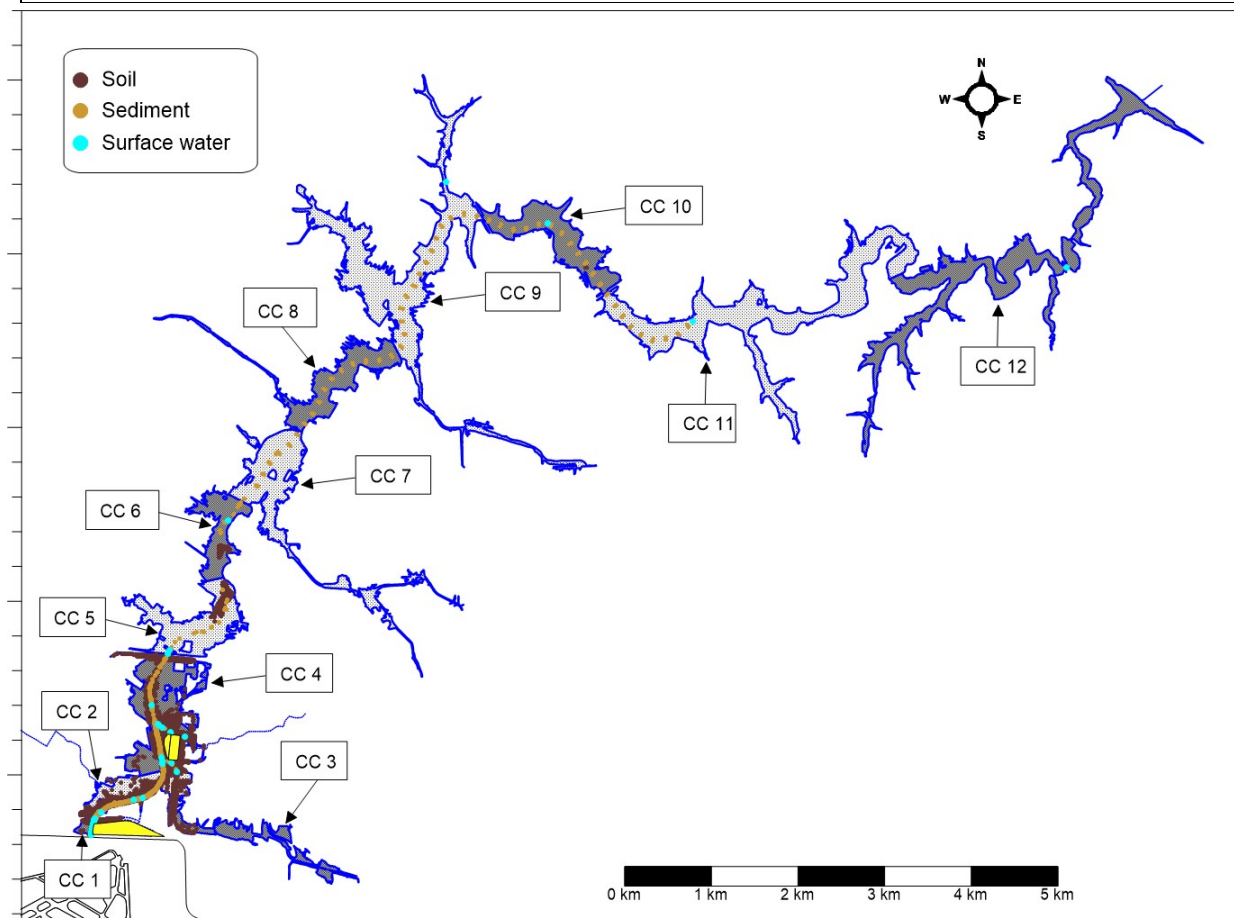 Soil
Sediment
Surface water
N
W E
S
CC 10
CC 9
CC 8
CC 12
CC 11
CC 7
CC 6
CC 5
CC 4
CC 2
CC 3
CC 1
0 km 1 km 2 km 3 km 4 km 5 km